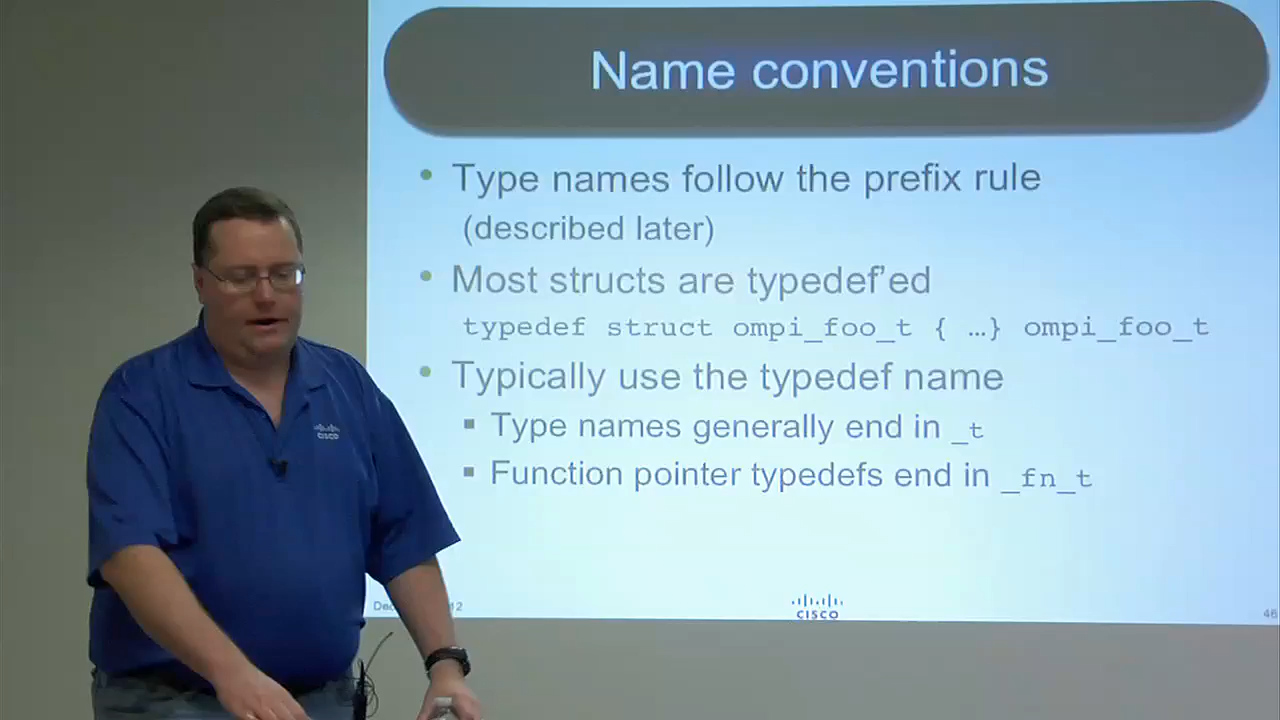 Name conventions
Type names follow the prefix rule
(described later)
Most structs are typedef’ed
typedef struct ompi_foo_t { …} ompi_foo_t
Typically use the typedef name
Type names generally end in _t
Function pointer typedefs end in _fn_t
CISCO
CISCO